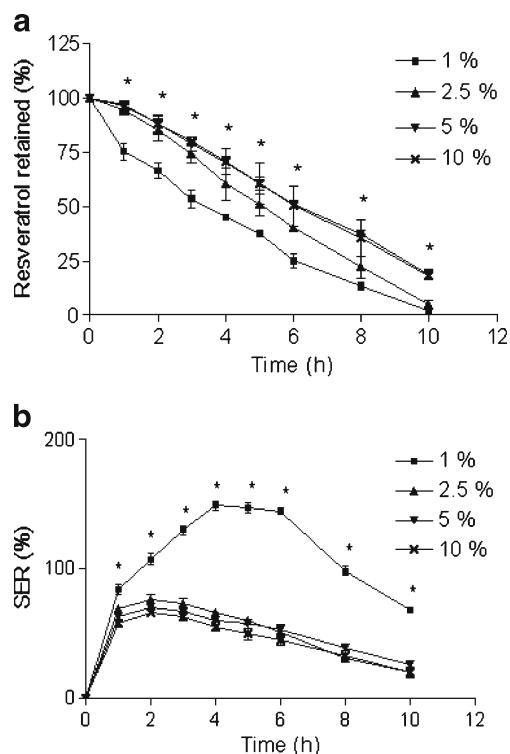 a
125
100
75
50
25
0
Resveratrol retained (%)
* * * * * * * *
1 %
2.5 %
5 %
10 %
0 2 4 6 8 10 12
Time (h)
b
200
100
0
SER (%)
* * * * * * * *
1 %
2.5 %
5 %
10 %
0 2 4 6 8 10 12
Time (h)